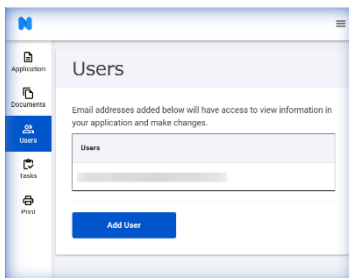 Application
Users
Documents
Email addresses added below will have access to view information in
your application and make changes.
Users
Users
Tasks
Print
Add User